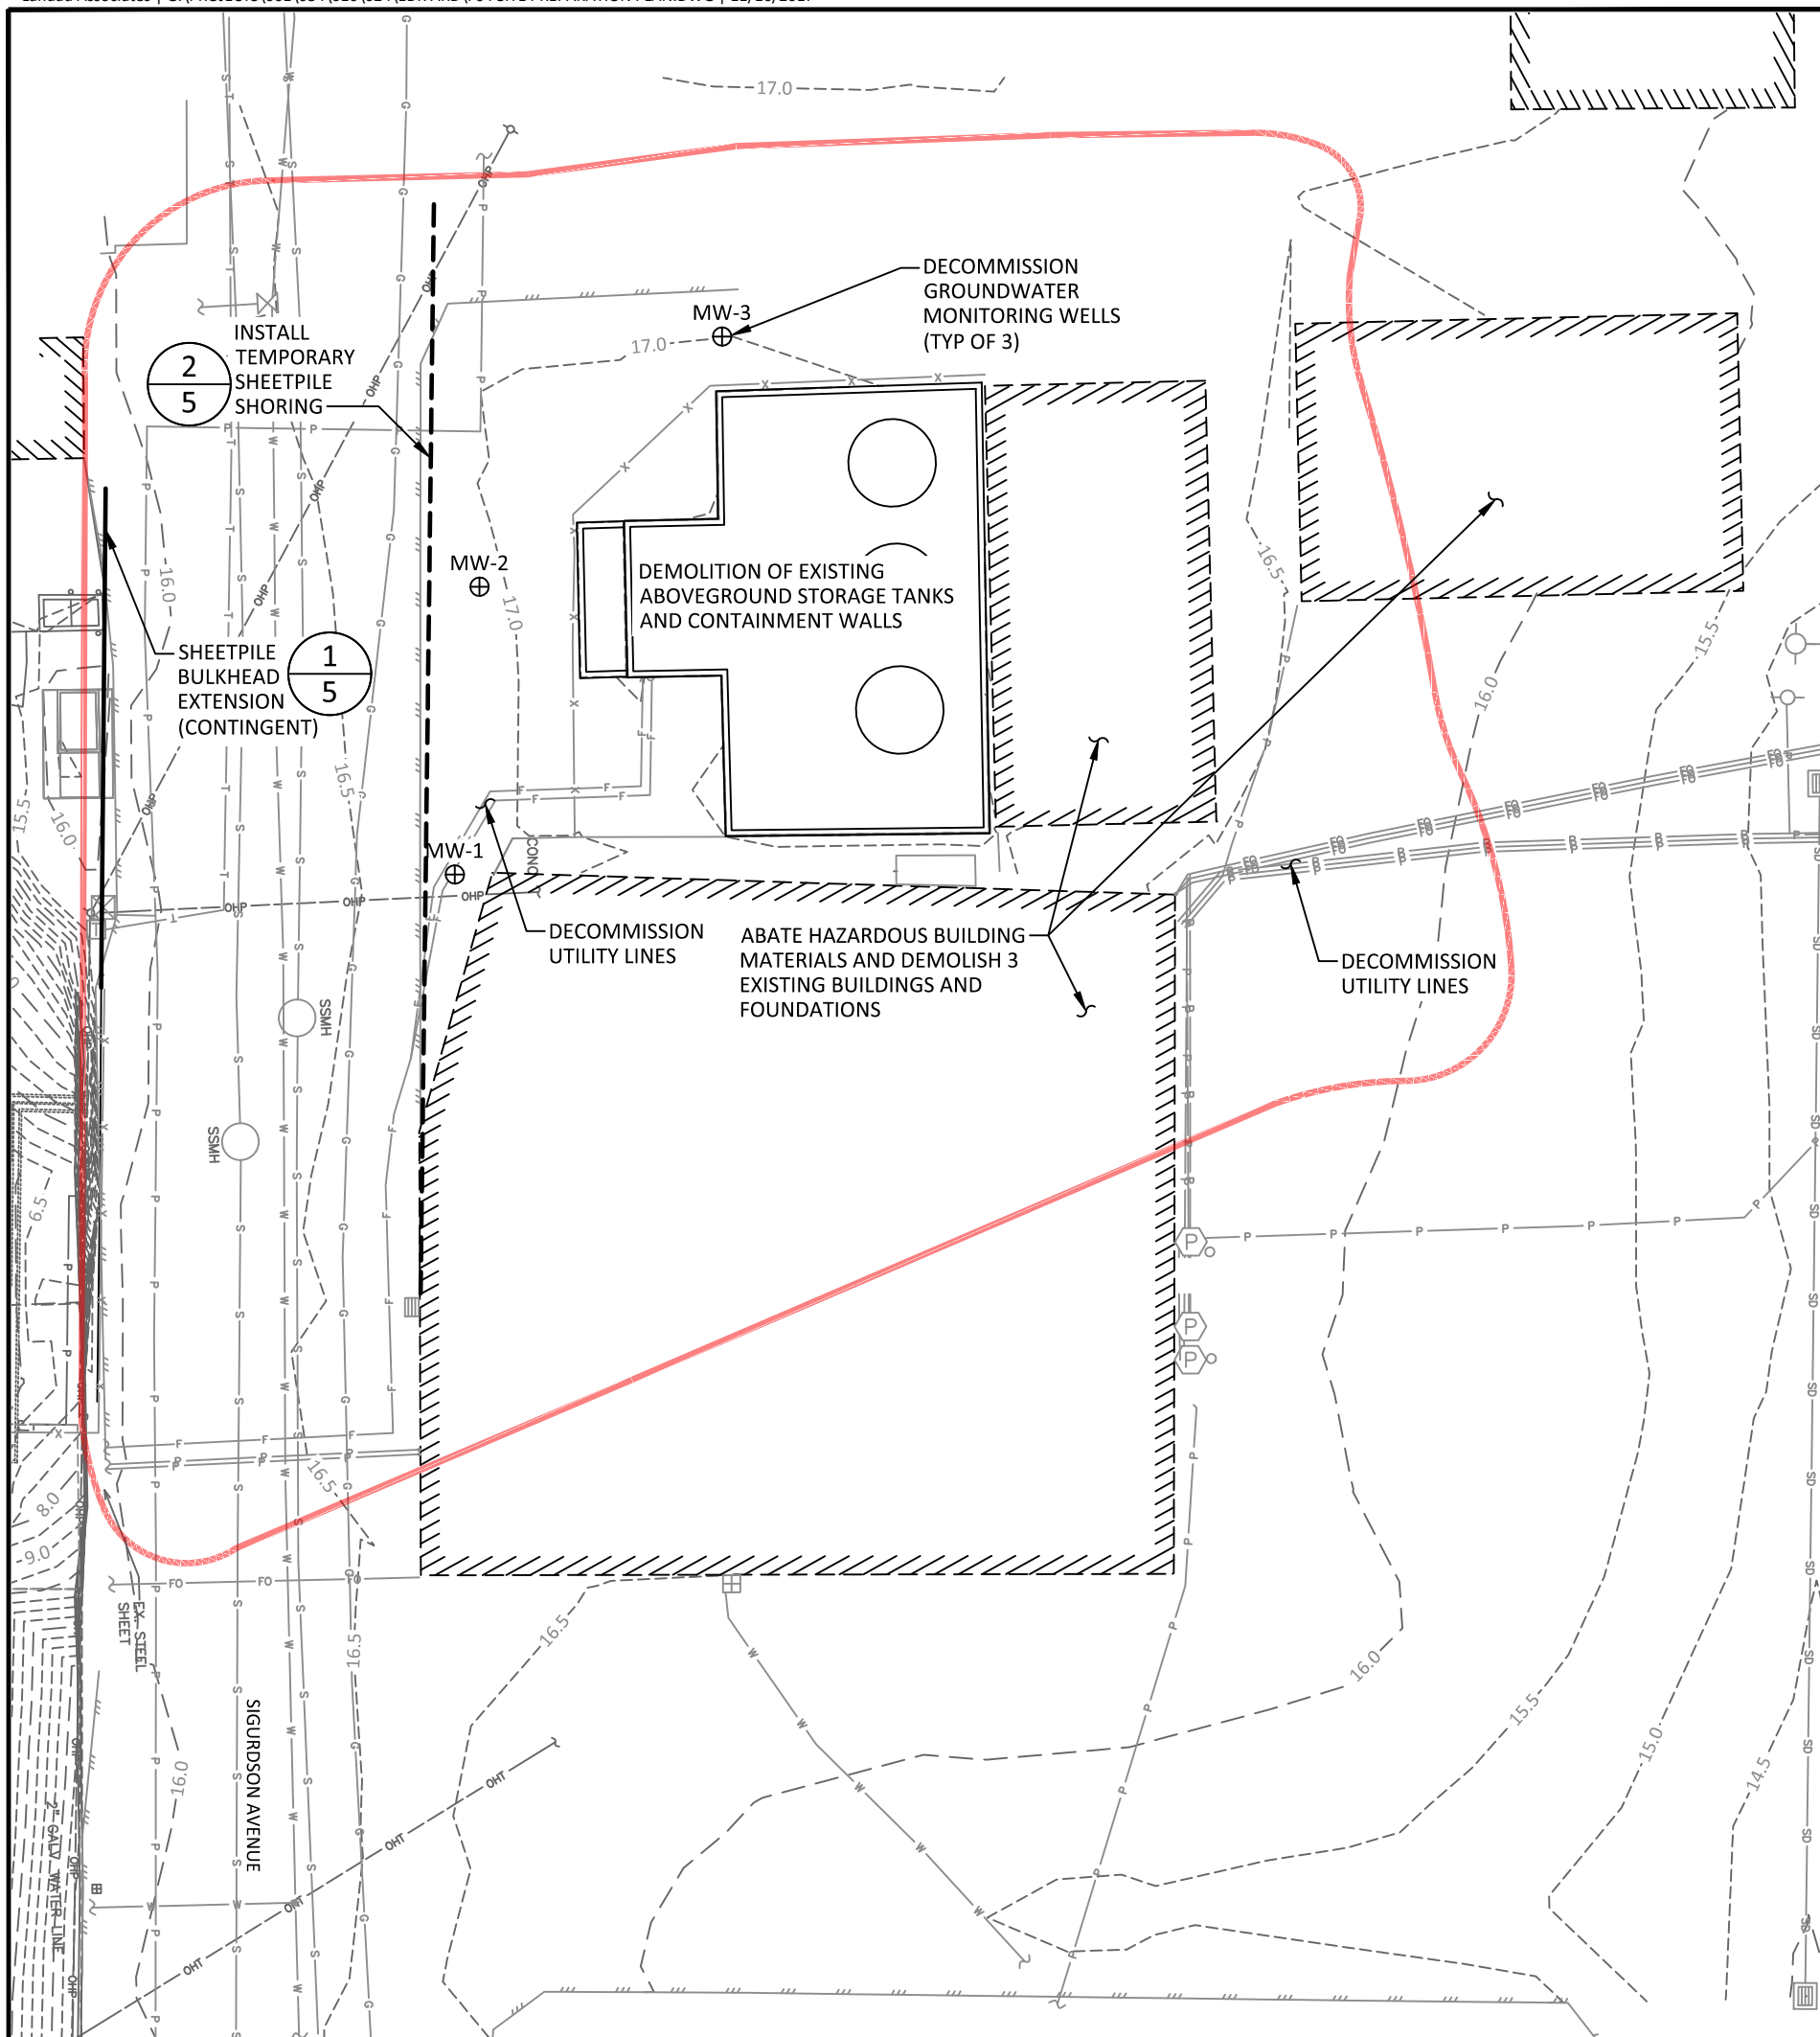 17.0
DECOMMISSION
GROUNDWATER
MONITORING WELLS
(TYP OF 3)
MW-3
17.0
INSTALL
TEMPORARY
SHEETPILE
SHORING
2
5
MW-2
16.0
17.0
16.5
DEMOLITION OF EXISTING
ABOVEGROUND STORAGE TANKS
AND CONTAINMENT WALLS
SHEETPILE
BULKHEAD
EXTENSION
(CONTINGENT)
1
5
15.5
16.0
16.5
16.0
15.5
MW-1
CONC
DECOMMISSION
UTILITY LINES
ABATE HAZARDOUS BUILDING
MATERIALS AND DEMOLISH 3
EXISTING BUILDINGS AND
FOUNDATIONS
DECOMMISSION
UTILITY LINES
SSMH
SSMH
6.5
P
P
P
16.5
8.0
9.0
EX. STEEL
SHEET
16.5
16.5
16.0
15.5
15.0
14.5
16.0
SIGURDSON AVENUE
2" GALV. WATER LINE
OHT
OHT
OHT
OHT